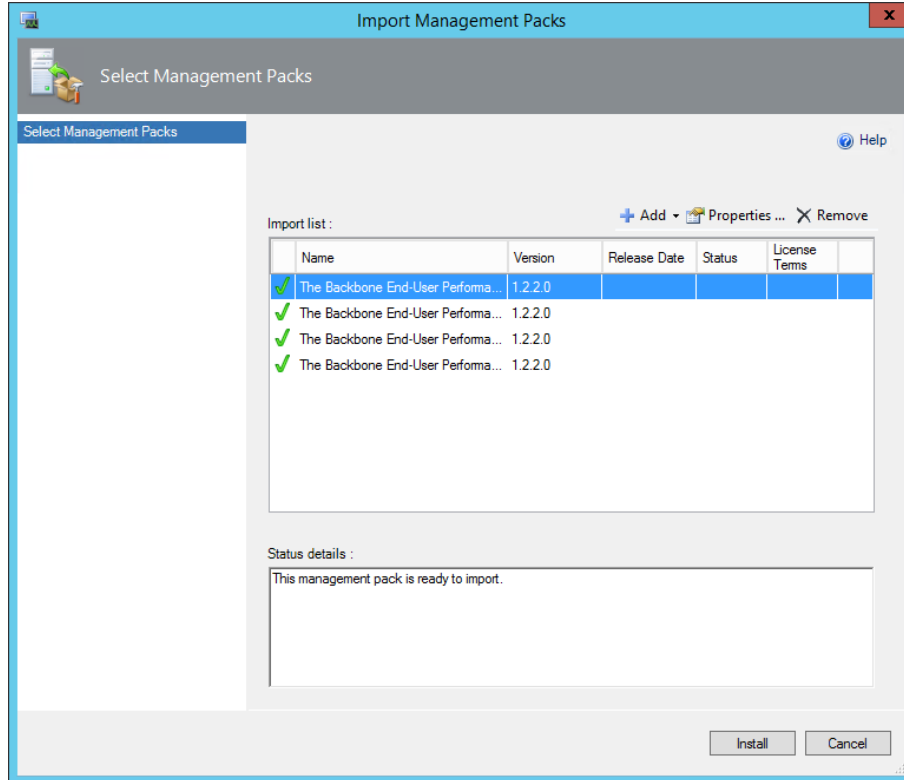 Import Management Packs
x
Select Management Packs
Select Management Packs
Help
Import list :
Add Properties ... Remove
Name Version Release Date Status License Terms
The Backbone End-User Performa... 1.2.2.0
The Backbone End-User Performa... 1.2.2.0
The Backbone End-User Performa... 1.2.2.0
The Backbone End-User Performa... 1.2.2.0
Status details :
This management pack is ready to import.
Install Cancel